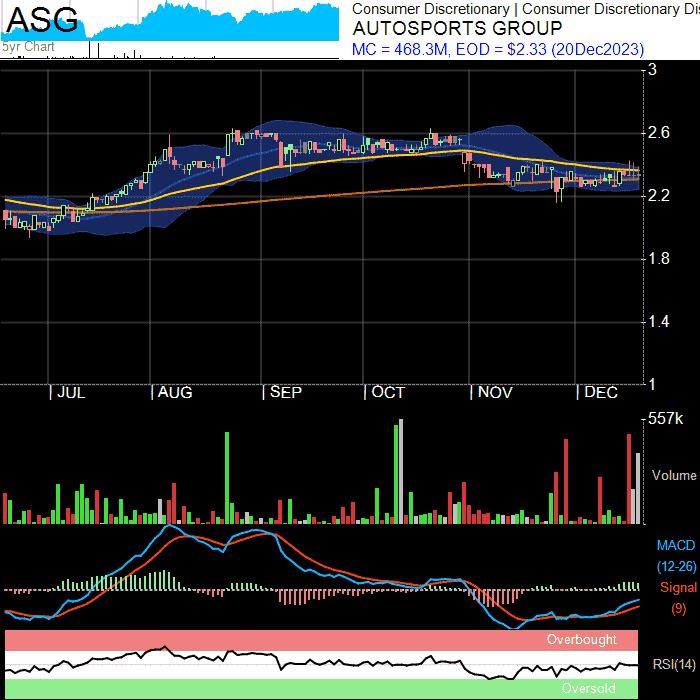 ASG
5yr Chart
Consumer Discretionary | Consumer Discretionary Dis
AUTOSPORTS GROUP
MC = 468.3M, EOD = $2.33 (20Dec2023)
3
2.6
2.2
1.8
1.4
1
JUL
AUG
SEP
OCT
NOV
DEC
557k
Volume
MACD
(12-26)
Signal
(9)
Overbought
RSI(14)
Oversold